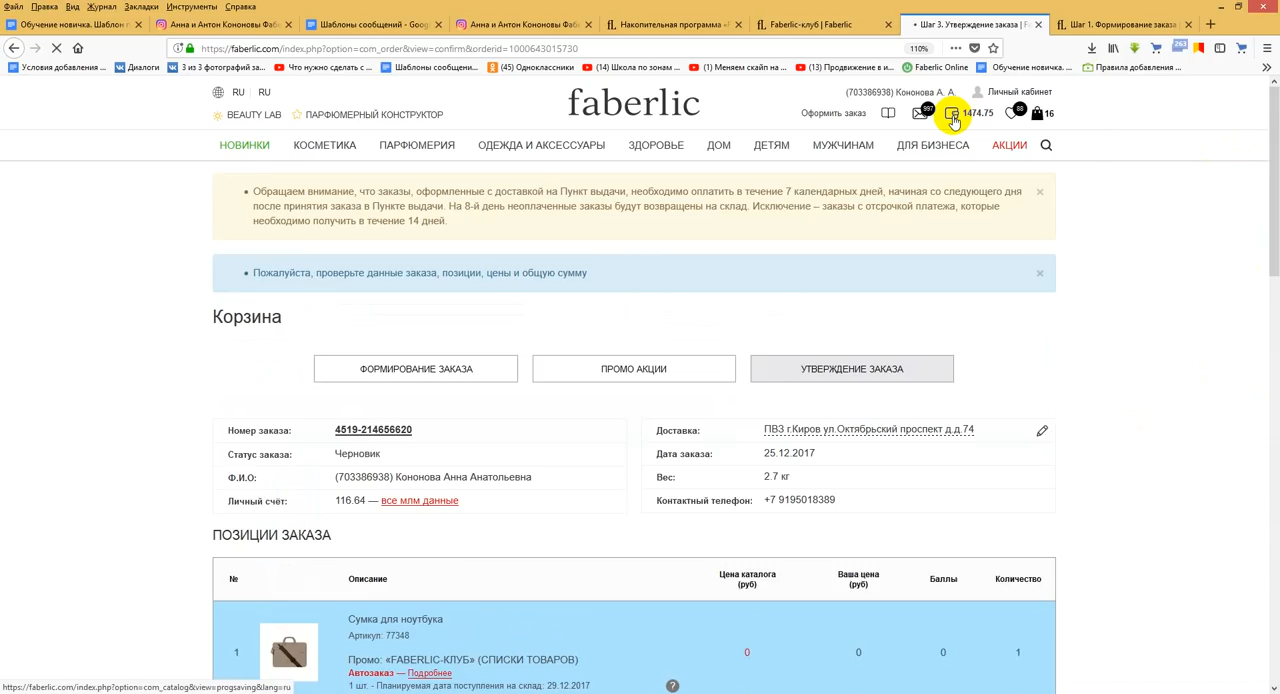 Файл Правка Вид Журнал Закладки Инструменты Справка
Обучение новичка. Шаблон
Анна и Антон Кононовы Фаб
Шаблоны сообщений - Goog
Анна и Антон Кононовы Фабе
Накопительная программа
Faberlic-клуб | Faberlic
Шаг 3. Утверждение заказа | F
Шаг 1. Формирование заказа
https://faberlic.com/index.php?option=com_order&view=confirm&orderid=1000643015730
110%
263
Условия добавления ...
Диалоги
3 из 3 фотографий за...
Что нужно сделать с ...
Шаблоны сообщени...
(45) Одноклассники
(14) Школа по зонам ...
(1) Меняем скайп на ...
(13) Продвижение в и...
Faberlic Online
Обучение новичка. ...
Правила добавления ...
RU RU
BEAUTY LAB
ПАРФЮМЕРНЫЙ КОНСТРУКТОР
faberlic
(703386938) Кононова А. А.
Личный кабинет
Оформить заказ
997
1474.75
88
16
НОВИНКИ КОСМЕТИКА ПАРФЮМЕРИЯ ОДЕЖДА И АКСЕССУАРЫ ЗДОРОВЬЕ ДОМ ДЕТЯМ МУЖЧИНАМ ДЛЯ БИЗНЕСА АКЦИИ
Обращаем внимание, что заказы, оформленные с доставкой на Пункт выдачи, необходимо оплатить в течение 7 календарных дней, начиная со следующего дня
после принятия заказа в Пункте выдачи. На 8-й день неоплаченные заказы будут возвращены на склад. Исключение – заказы с отсрочкой платежа, которые
необходимо получить в течение 14 дней.
Пожалуйста, проверьте данные заказа, позиции, цены и общую сумму
Корзина
ФОРМИРОВАНИЕ ЗАКАЗА
ПРОМО АКЦИИ
УТВЕРЖДЕНИЕ ЗАКАЗА
Номер заказа: 4519-214656620
Статус заказа: Черновик
Ф.И.О: (703386938) Кононова Анна Анатольевна
Личный счёт: 116.64 — все млм данные
Доставка: ПВЗ г.Киров ул.Октябрьский проспект д.д.74
Дата заказа: 25.12.2017
Вес: 2.7 кг
Контактный телефон: +7 9195018389
ПОЗИЦИИ ЗАКАЗА
№ Описание Цена каталога (руб) Ваша цена (руб) Баллы Количество
Сумка для ноутбука
Артикул: 77348
1 0 0 0 1
Промо: «FABERLIC-КЛУБ» (СПИСКИ ТОВАРОВ)
Автозаказ — Подробнее
1 шт. - Планируемая дата поступления на склад: 29.12.2017
?
https://faberlic.com/index.php?option=com_catalog&view=progsaving&lang=ru